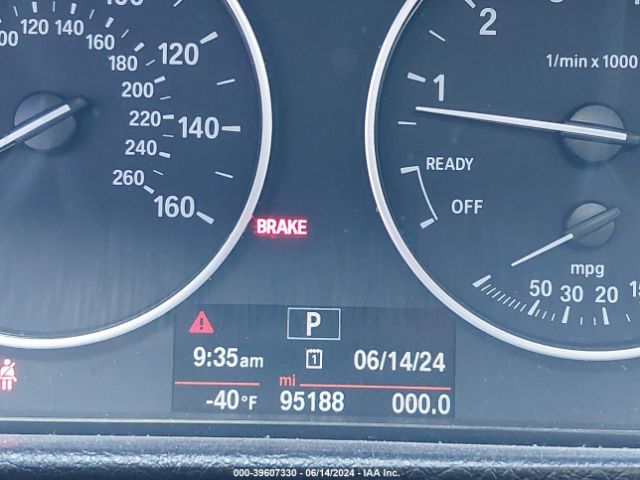 120 140 160 180 200 220 240 260
120
140
160
BRAKE
2
1
1/min x 1000
READY
OFF
mpg
50 30 20
P
9:35am 1 06/14/24
mi
-40°F 95188 000.0
000-39607330 - 06/14/2024 - IAA Inc.